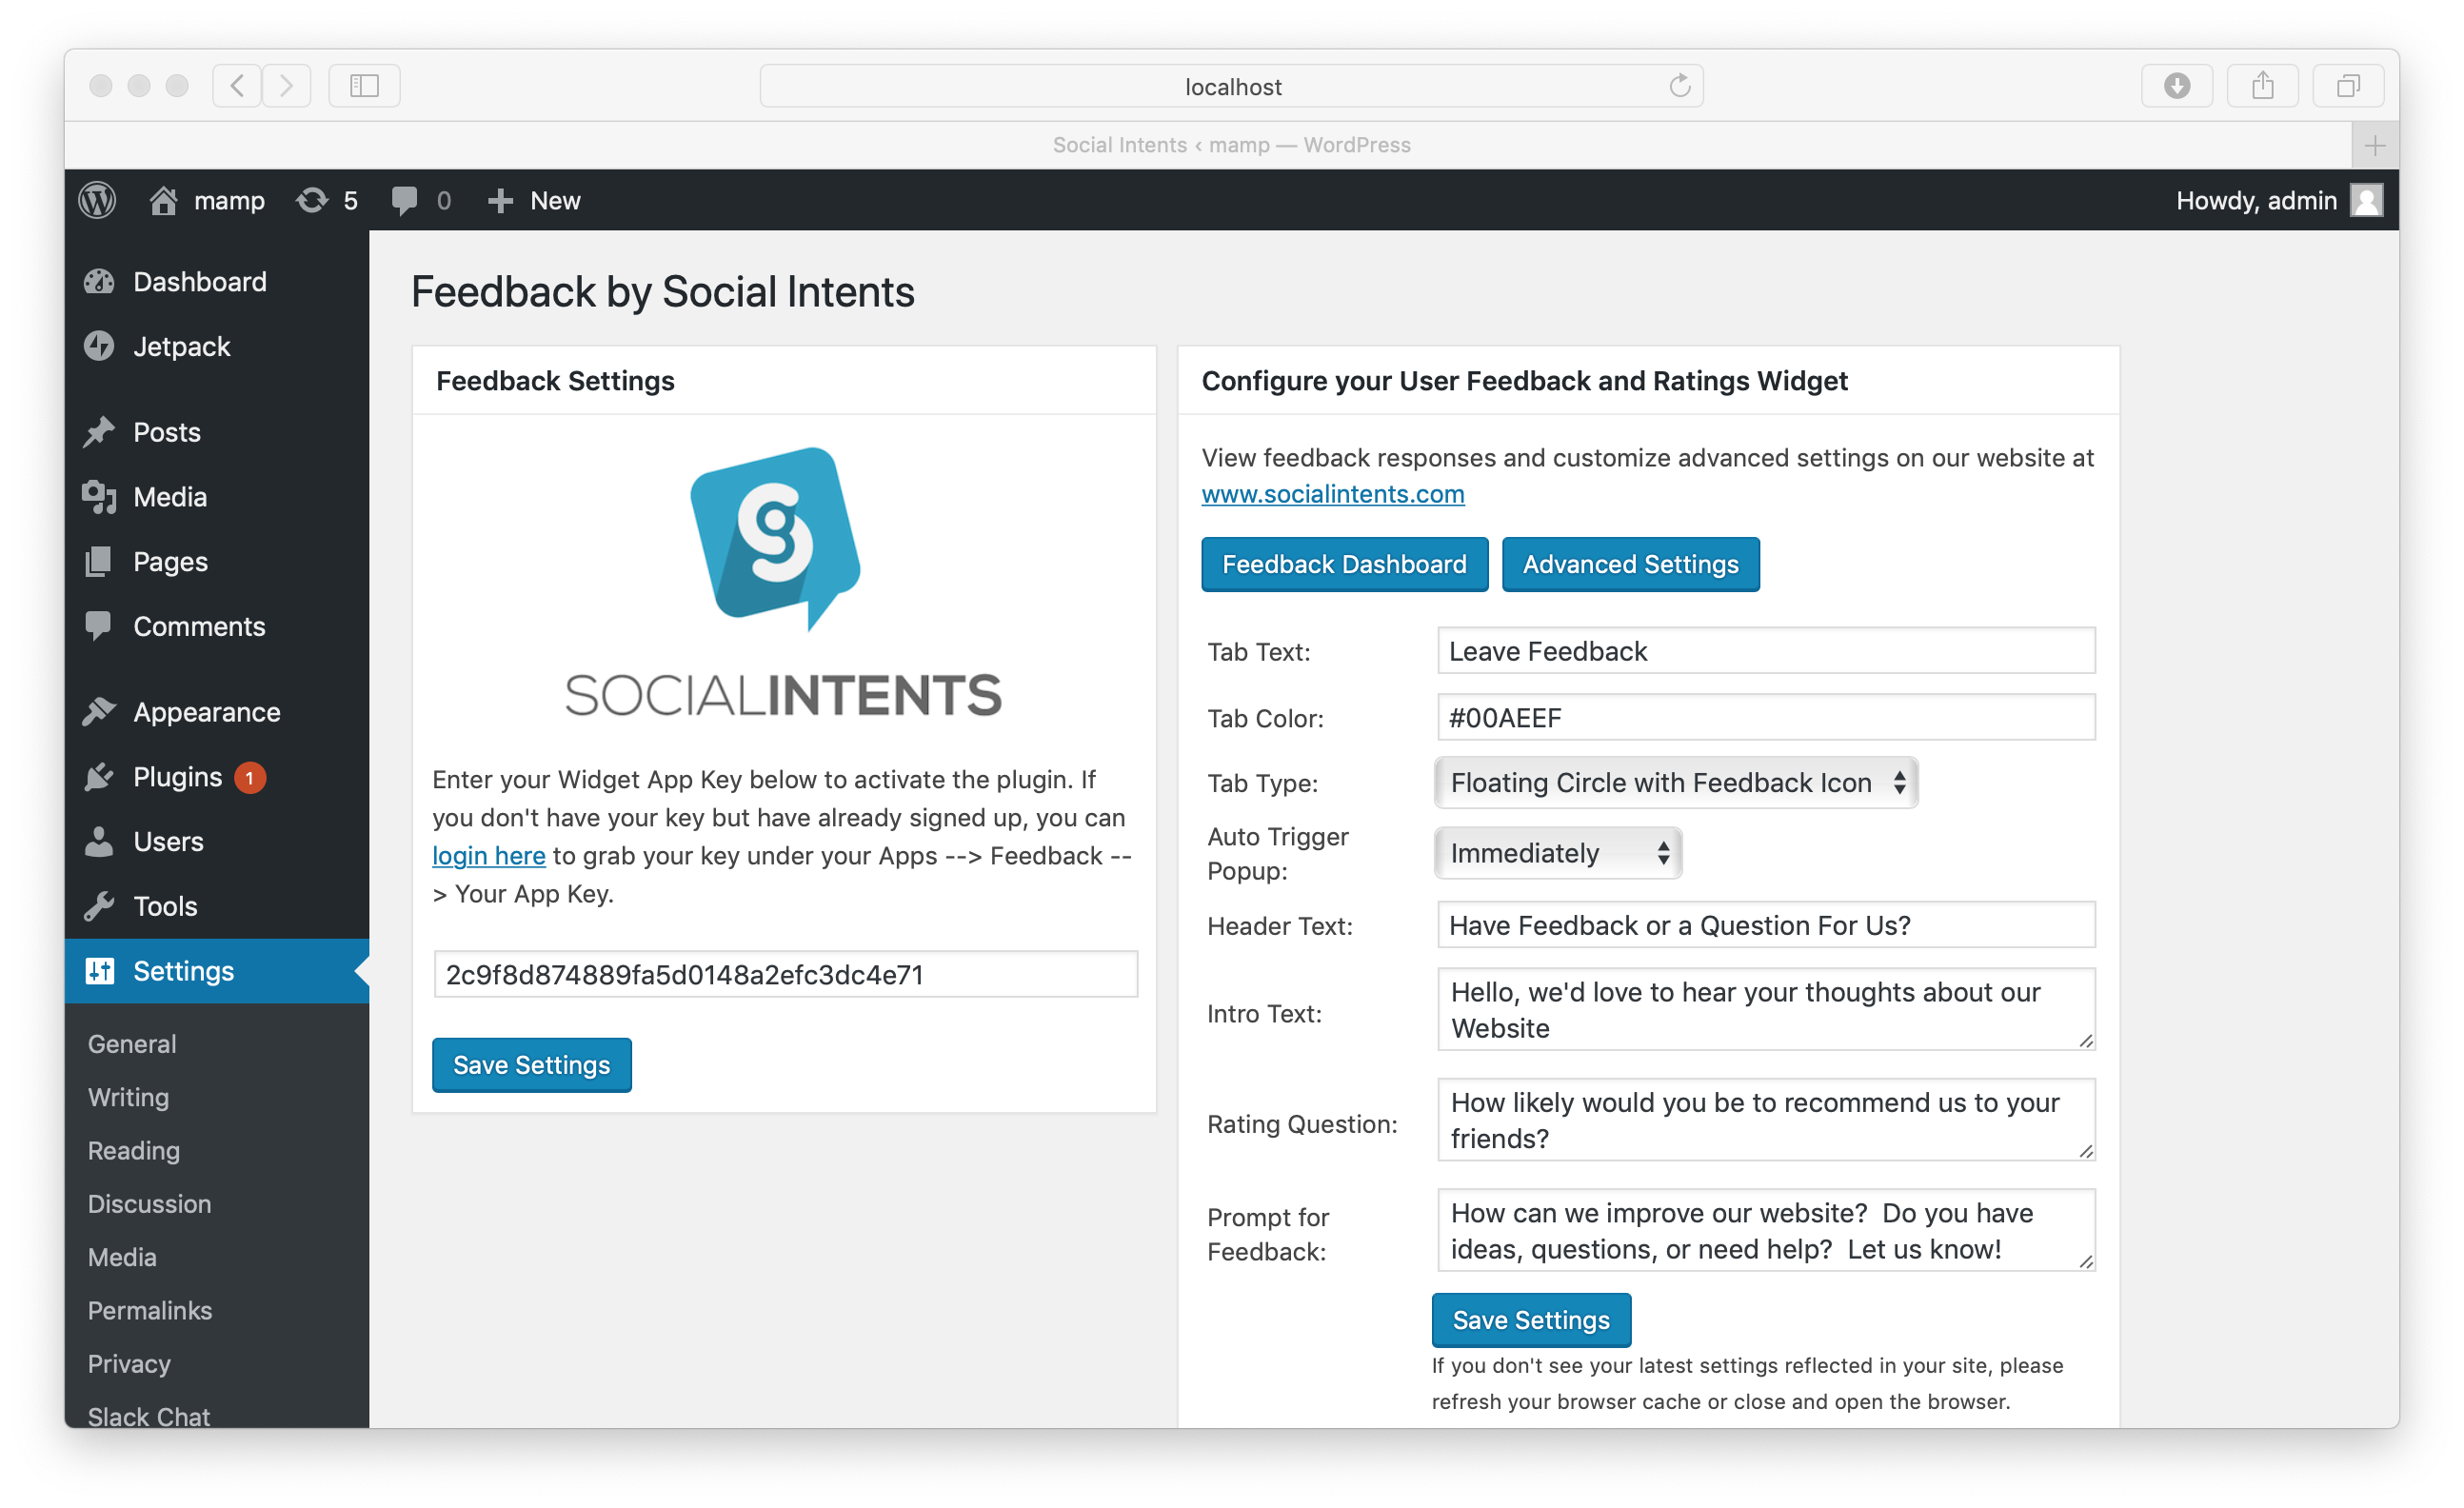 localhost
Social Intents ‹ mamp — WordPress
mamp
5
0
New
Howdy, admin
Dashboard
Jetpack
Posts
Media
Pages
Comments
Appearance
Plugins 1
Users
Tools
Settings
General
Writing
Reading
Discussion
Media
Permalinks
Privacy
Slack Chat
Feedback by Social Intents
Feedback Settings
SOCIALINTENTS
Enter your Widget App Key below to activate the plugin. If
you don't have your key but have already signed up, you can
login here to grab your key under your Apps --> Feedback --
> Your App Key.
2c9f8d874889fa5d0148a2efc3dc4e71
Save Settings
Configure your User Feedback and Ratings Widget
View feedback responses and customize advanced settings on our website at
www.socialintents.com
Feedback Dashboard
Advanced Settings
Tab Text:
Leave Feedback
Tab Color:
#00AEEF
Tab Type:
Floating Circle with Feedback Icon
Auto Trigger
Popup:
Immediately
Header Text:
Have Feedback or a Question For Us?
Intro Text:
Hello, we'd love to hear your thoughts about our
Website
Rating Question:
How likely would you be to recommend us to your
friends?
Prompt for
Feedback:
How can we improve our website?  Do you have
ideas, questions, or need help?  Let us know!
Save Settings
If you don't see your latest settings reflected in your site, please
refresh your browser cache or close and open the browser.